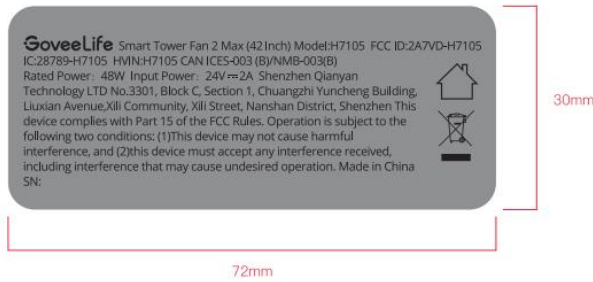 GoveeLife Smart Tower Fan 2 Max (42 Inch) Model:H7105 FCC ID:2A7VD-H7105
IC:28789-H7105 HVIN:H7105 CAN ICES-003 (B)/NMB-003(B)
Rated Power: 48W Input Power: 24V⎓2A Shenzhen Qianyan
Technology LTD No.3301, Block C, Section 1, Chuangzhi Yuncheng Building,
Liuxian Avenue,Xili Community, Xili Street, Nanshan District, Shenzhen This
device complies with Part 15 of the FCC Rules. Operation is subject to the
following two conditions: (1)This device may not cause harmful
interference, and (2)this device must accept any interference received,
including interference that may cause undesired operation. Made in China
SN:
30mm
72mm